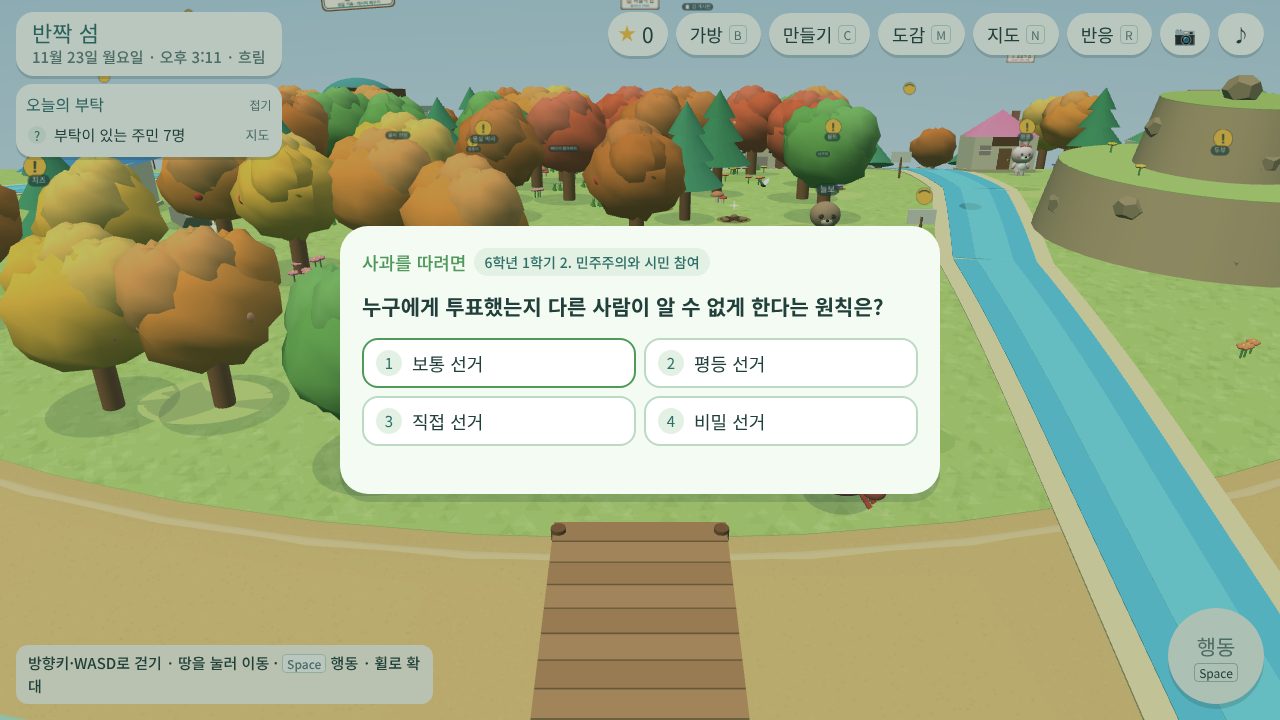 반짝 섬
11월 23일 월요일 · 오후 3:11 · 흐림
오늘의 부탁 접기
? 부탁이 있는 주민 7명 지도
★ 0 가방 B 만들기 C 도감 M 지도 N 반응 R
치즈
늘보
두부
사과를 따려면 6학년 1학기 2. 민주주의와 시민 참여
누구에게 투표했는지 다른 사람이 알 수 없게 한다는 원칙은?
1 보통 선거
2 평등 선거
3 직접 선거
4 비밀 선거
방향키·WASD로 걷기 · 땅을 눌러 이동 · Space 행동 · 휠로 확
대
행동
Space